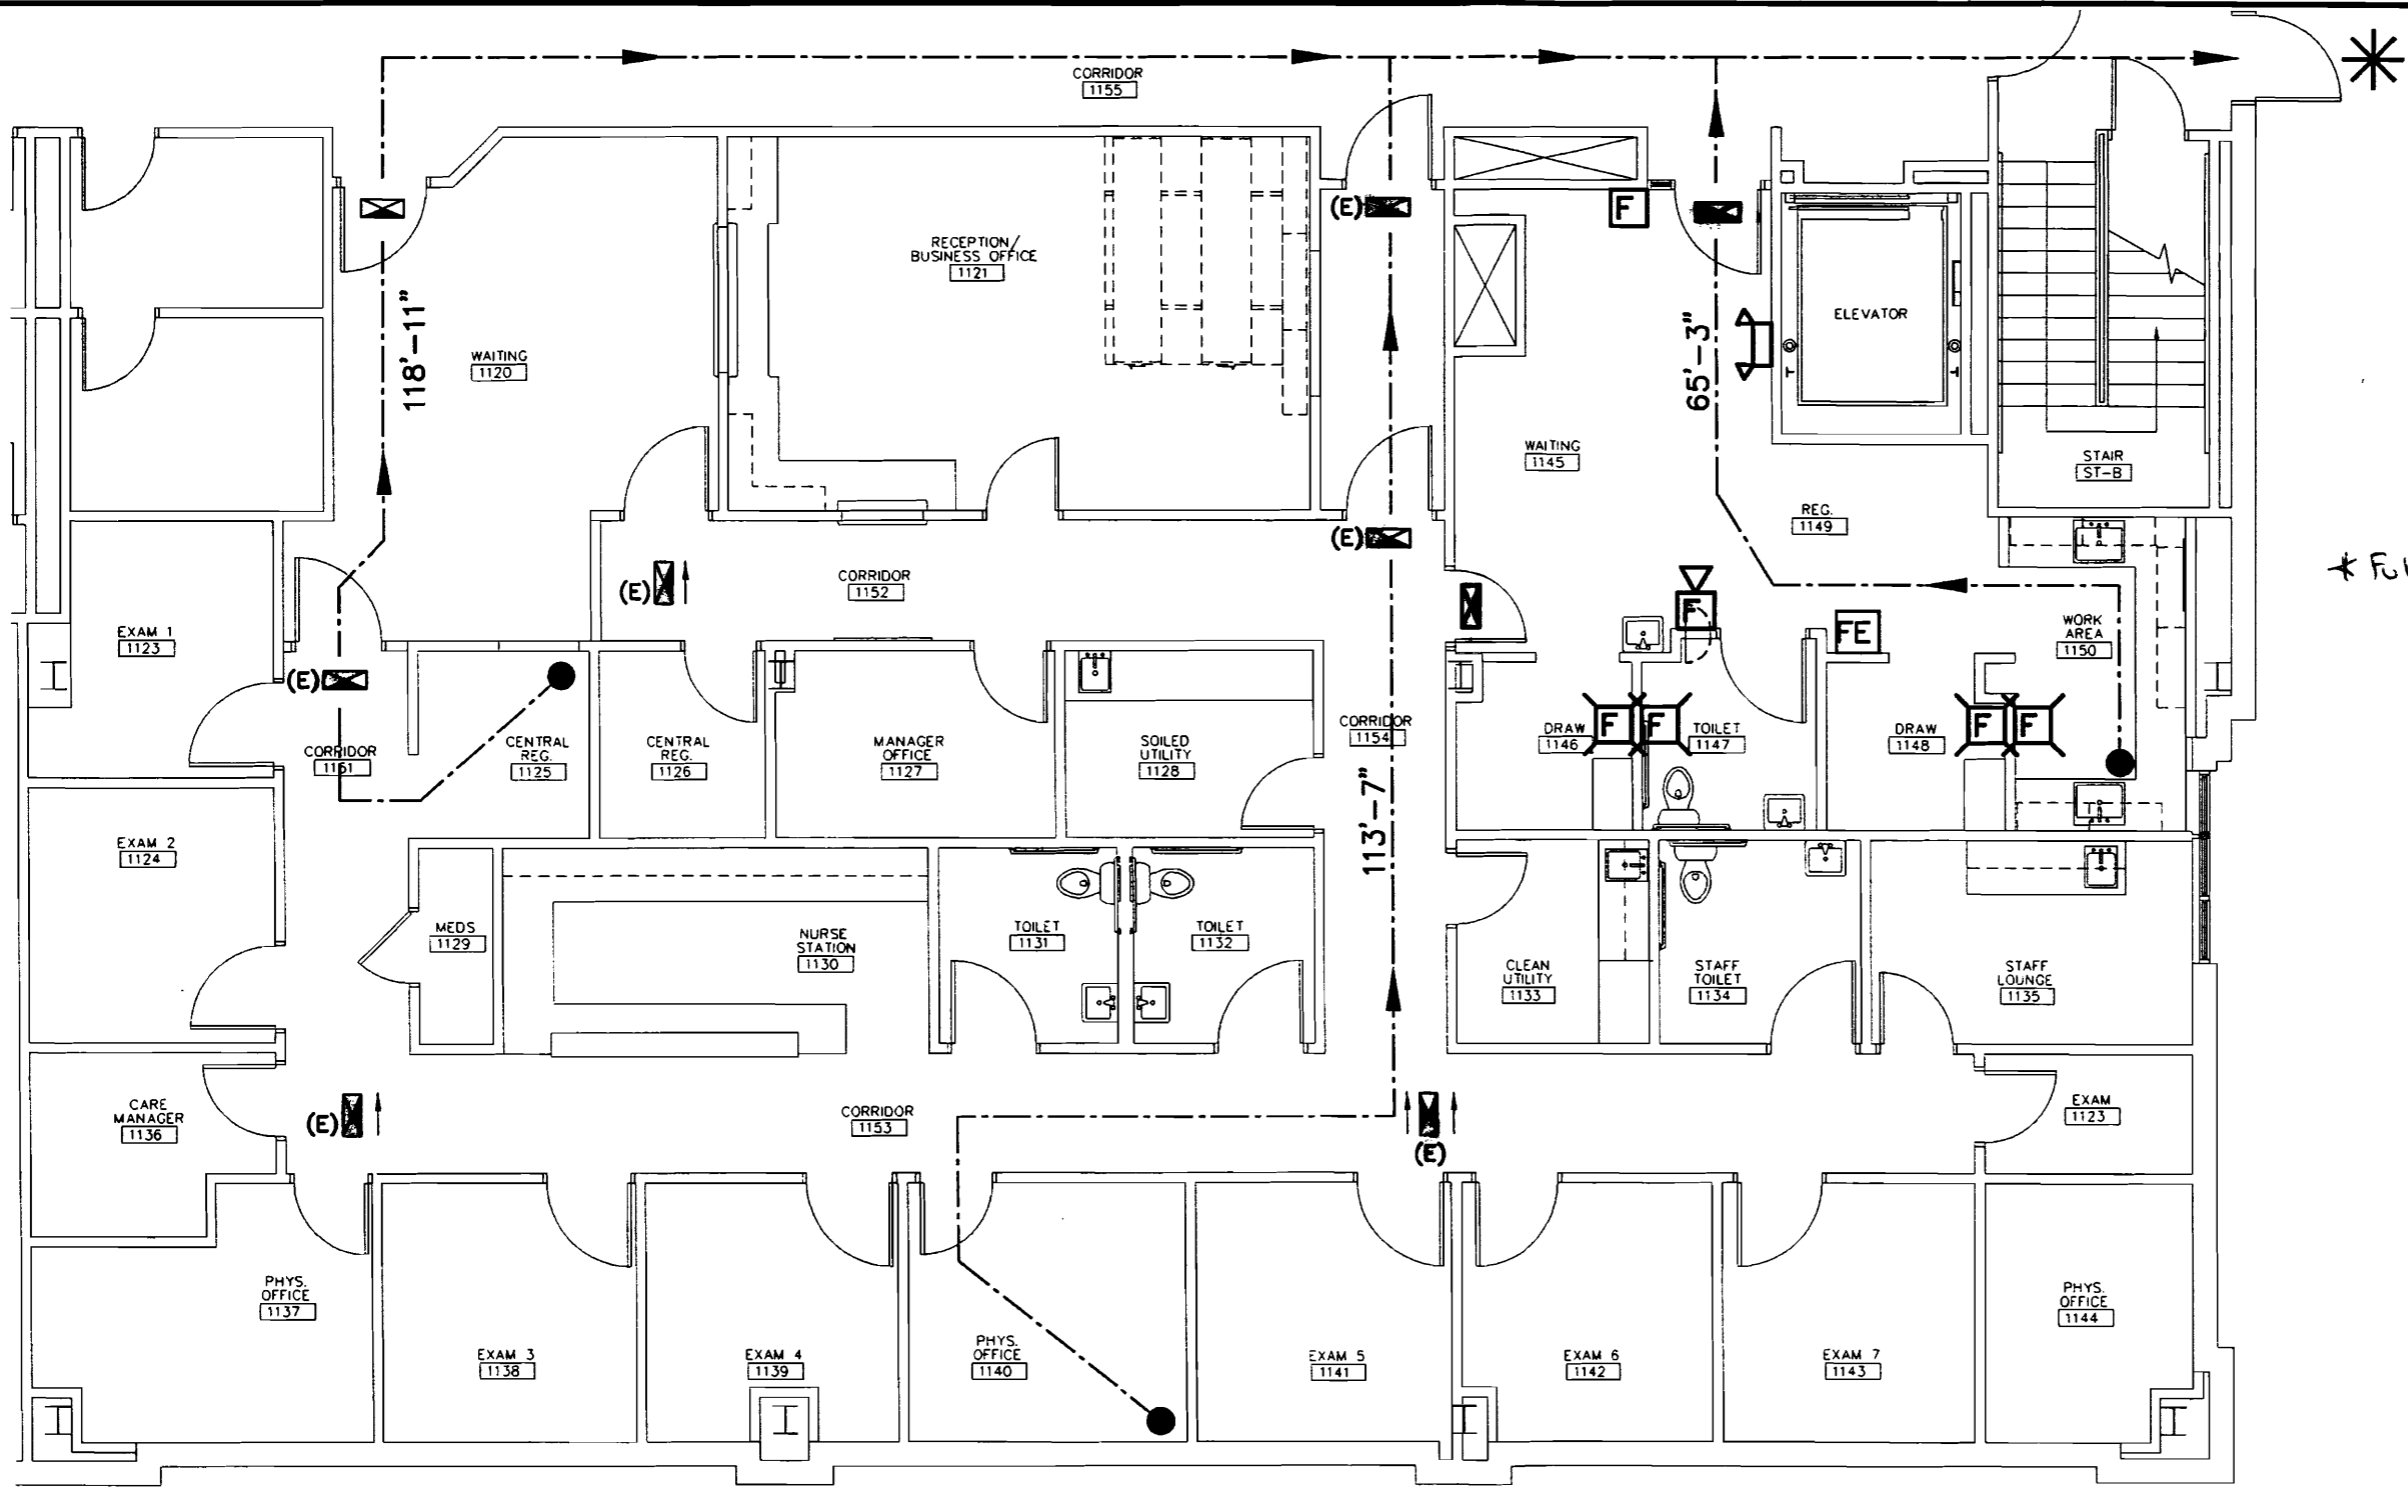 CORRIDOR
1155
RECEPTION/
BUSINESS OFFICE
1121
(E)
F
118'-11"
WAITING
1120
65'-3"
ELEVATOR
WAITING
1145
STAIR
ST-B
REG.
1149
(E)
(E)
CORRIDOR
1152
EXAM 1
1123
F
FE
WORK
AREA
1150
(E)
CORRIDOR
1151
CENTRAL
REG.
1125
CENTRAL
REG.
1126
MANAGER
OFFICE
1127
SOILED
UTILITY
1128
CORRIDOR
1154
113'-7"
DRAW
1146
F
F
TOILET
1147
DRAW
1148
F
F
EXAM 2
1124
MEDS
1129
NURSE
STATION
1130
TOILET
1131
TOILET
1132
CLEAN
UTILITY
1133
STAFF
TOILET
1134
STAFF
LOUNGE
1135
CARE
MANAGER
1136
(E)
CORRIDOR
1153
(E)
EXAM
1123
PHYS.
OFFICE
1137
EXAM 3
1138
EXAM 4
1139
PHYS.
OFFICE
1140
EXAM 5
1141
EXAM 6
1142
EXAM 7
1143
PHYS.
OFFICE
1144